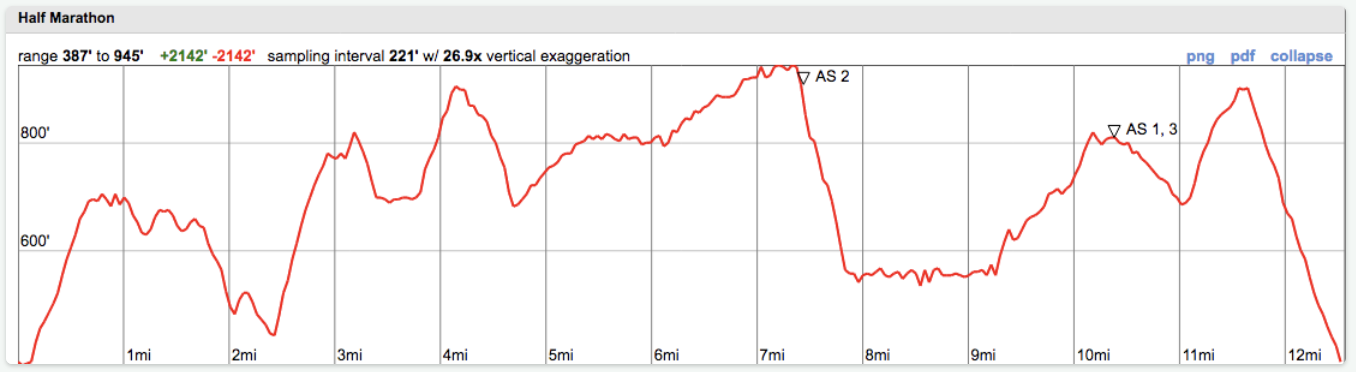 Half Marathon
range 387' to 945' +2142' -2142' sampling interval 221' w/ 26.9x vertical exaggeration png pdf collapse
AS 2
800' AS 1, 3
600'
1mi 2mi 3mi 4mi 5mi 6mi 7mi 8mi 9mi 10mi 11mi 12mi